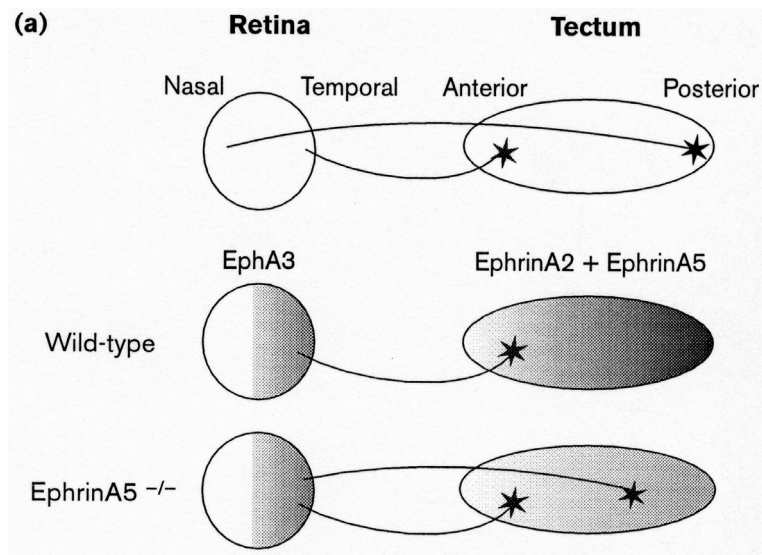 (a)
Retina Tectum
Nasal Temporal Anterior Posterior
EphA3 EphrinA2 + EphrinA5
Wild-type
EphrinA5 −/−